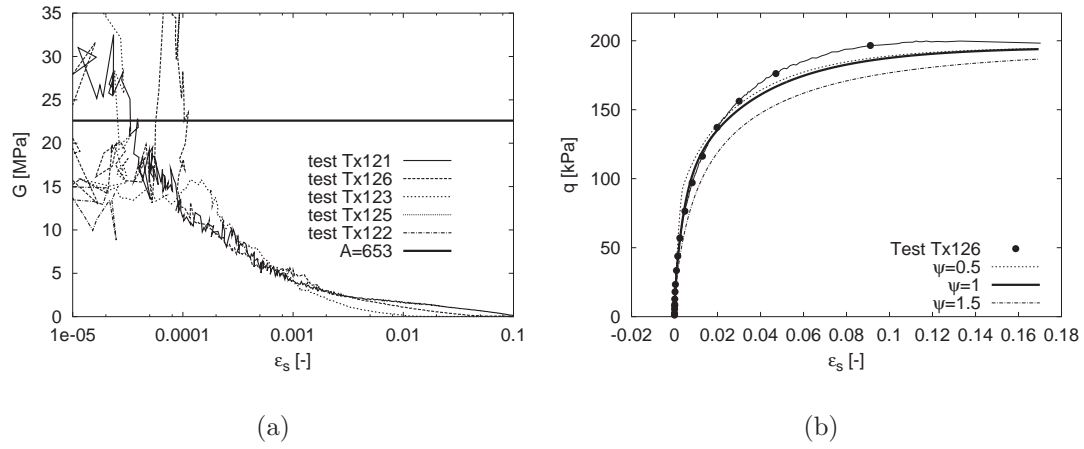 35
30
25
20
15
10
5
0
G [MPa]
1e-05 0.0001 0.001 0.01 0.1
εs [-]
test Tx121
test Tx126
test Tx123
test Tx125
test Tx122
A=653
(a)
200
150
100
50
0
q [kPa]
-0.02 0 0.02 0.04 0.06 0.08 0.1 0.12 0.14 0.16 0.18
εs [-]
Test Tx126
ψ=0.5
ψ=1
ψ=1.5
(b)